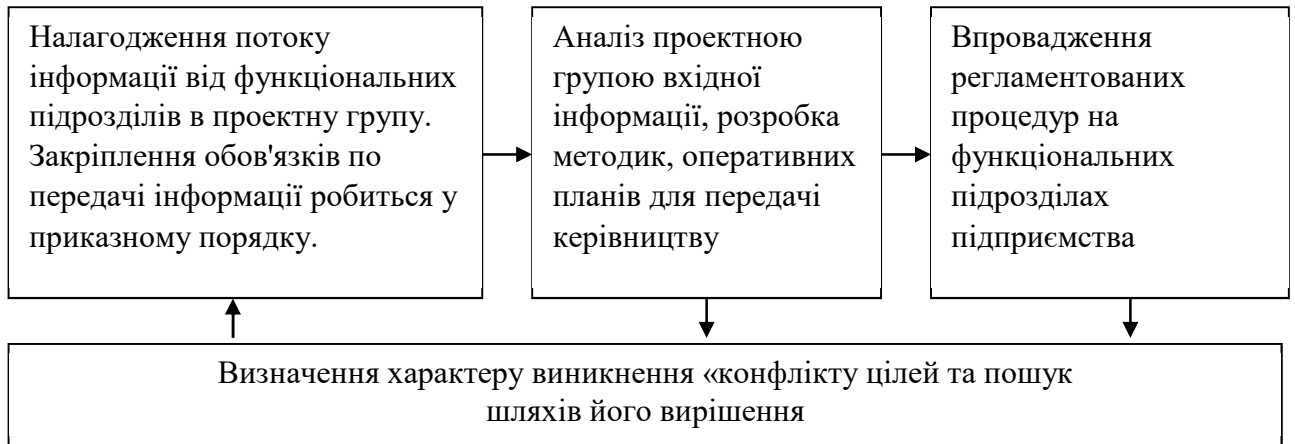 Налагодження потоку
інформації від функціональних
підрозділів в проектну групу.
Закріплення обов'язків по
передачі інформації робиться у
приказному порядку.
Аналіз проектною
групою вхідної
інформації, розробка
методик, оперативних
планів для передачі
керівництву
Впровадження
регламентованих
процедур на
функціональних
підрозділах
підприємства
Визначення характеру виникнення «конфлікту цілей та пошук
шляхів його вирішення